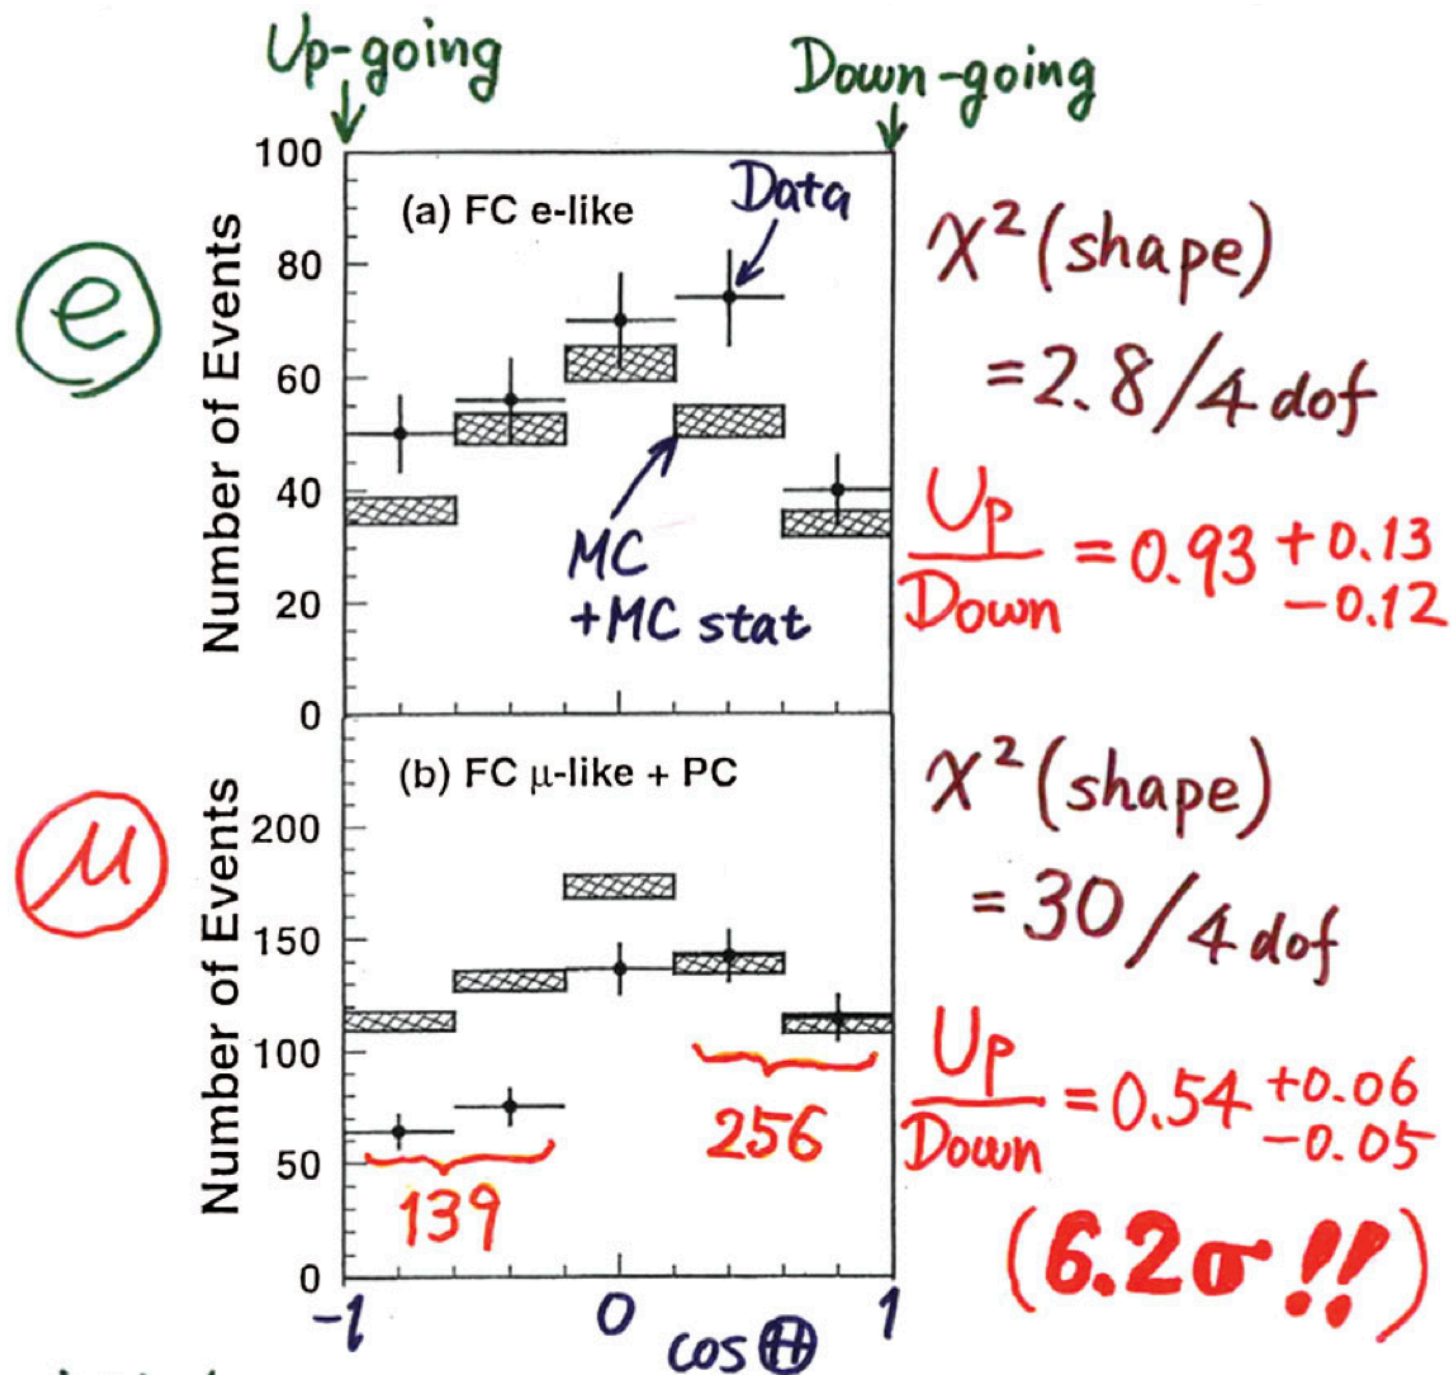 Up-going
Down-going
e
Number of Events
100
80
60
40
20
0
(a) FC e-like
Data
MC
+MC stat
χ² (shape)
= 2.8/4 dof
Up
Down
= 0.93 +0.13
-0.12
μ
Number of Events
200
150
100
50
0
(b) FC μ-like + PC
139
256
χ² (shape)
= 30/4 dof
Up
Down
= 0.54 +0.06
-0.05
(6.2σ!!)
-1
0
1
cos Θ